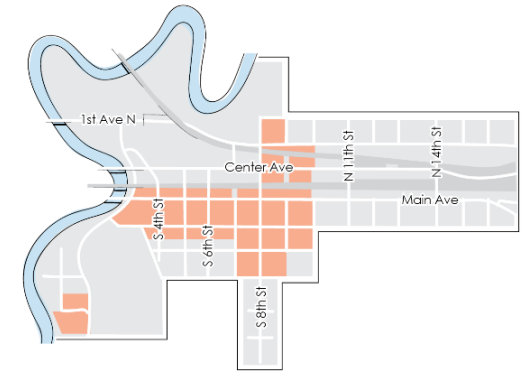 1st Ave N
N 11th St
N 14th St
Center Ave
Main Ave
S 4th St
S 6th St
S 8th St